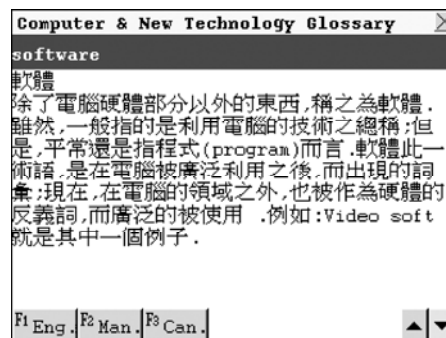 Computer & New Technology Glossary
software
軟體
除了電腦硬體部分以外的東西,稱之為軟體.
雖然,一般指的是利用電腦的技術之總稱;但
是,平常還是指程式(program)而言.軟體此一
術語,是在電腦被廣泛利用之後,而出現的詞
彙;現在,在電腦的領域之外,也被作為硬體的
反義詞,而廣泛的被使用 .例如:Video soft
就是其中一個例子.
F1 Eng. F2 Man. F3 Can.